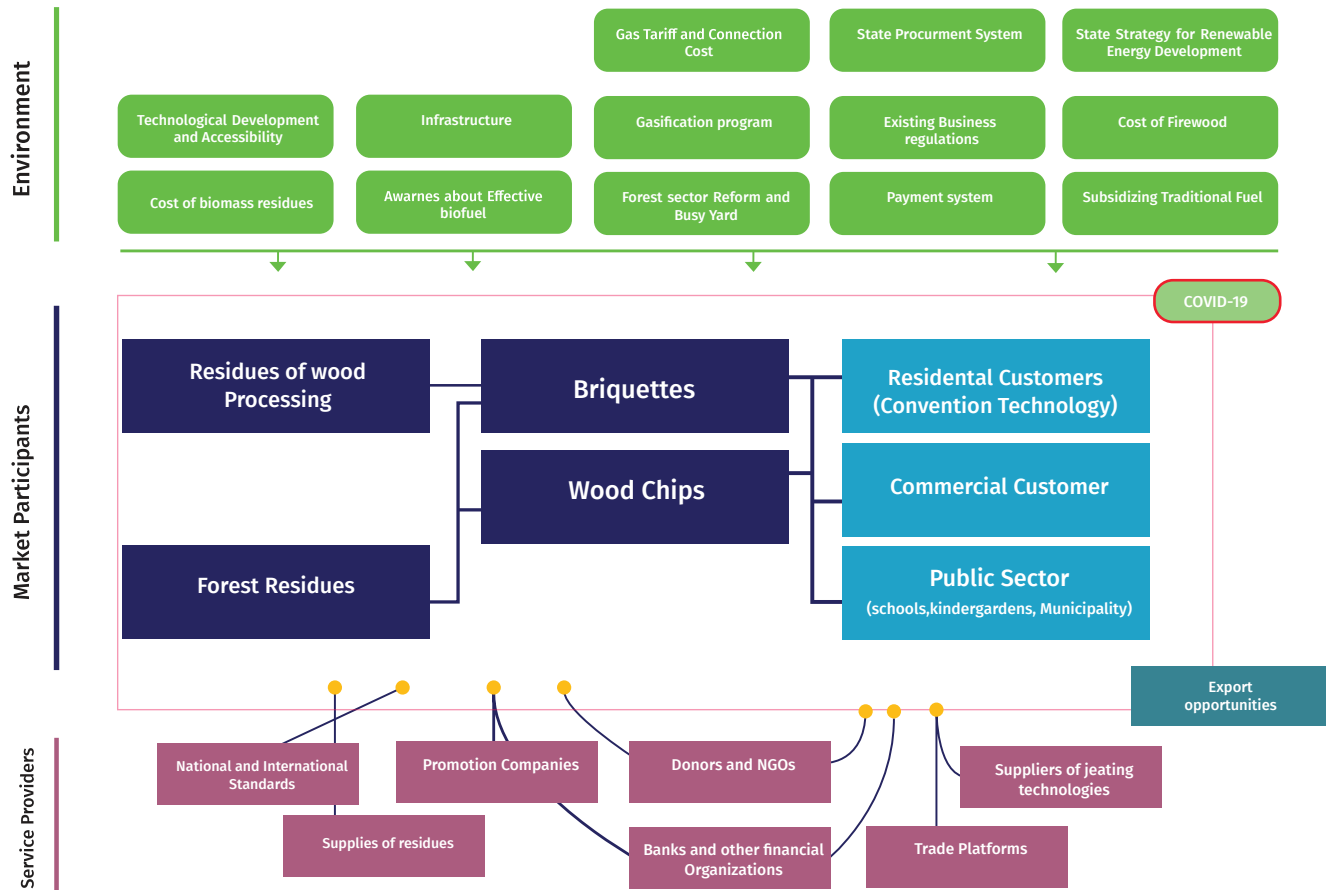 Environment
Gas Tariff and Connection
Cost
State Procurment System
State Strategy for Renewable
Energy Development
Technological Development
and Accessibility
Infrastructure
Gasification program
Existing Business
regulations
Cost of Firewood
Cost of biomass residues
Awarnes about Effective
biofuel
Forest sector Reform and
Busy Yard
Payment system
Subsidizing Traditional Fuel
COVID-19
Market Participants
Residues of wood
Processing
Briquettes
Residental Customers
(Convention Technology)
Wood Chips
Commercial Customer
Forest Residues
Public Sector
(schools,kindergardens, Municipality)
Export
opportunities
Service Providers
National and International
Standards
Promotion Companies
Donors and NGOs
Suppliers of jeating
technologies
Supplies of residues
Banks and other financial
Organizations
Trade Platforms